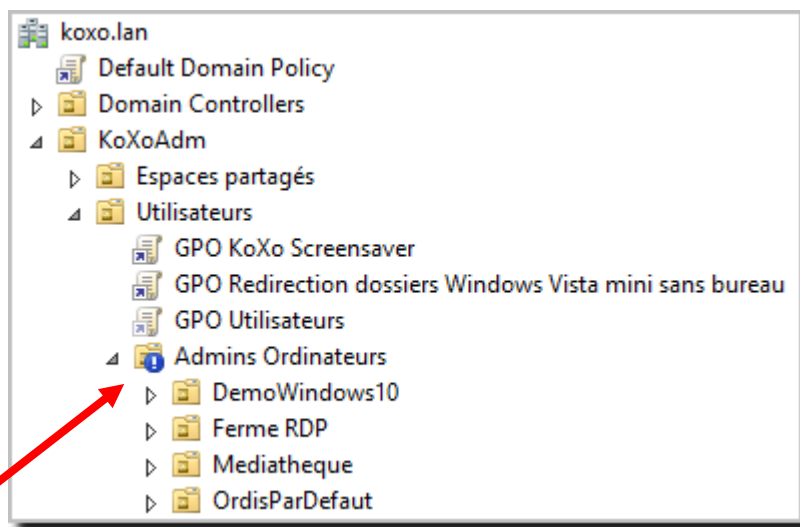 koxo.lan
Default Domain Policy
Domain Controllers
KoXoAdm
Espaces partagés
Utilisateurs
GPO KoXo Screensaver
GPO Redirection dossiers Windows Vista mini sans bureau
GPO Utilisateurs
Admins Ordinateurs
DemoWindows10
Ferme RDP
Mediatheque
OrdisParDefaut